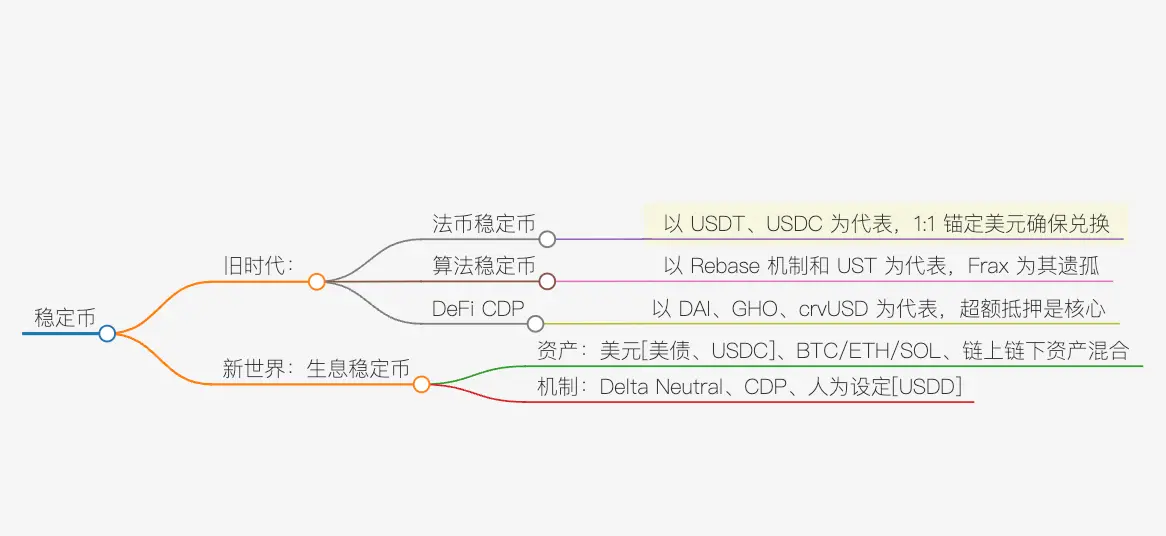 稳定币
旧时代：
法币稳定币
以 USDT、USDC 为代表，1:1 锚定美元确保兑换
算法稳定币
以 Rebase 机制和 UST 为代表，Frax 为其遗孤
DeFi CDP
以 DAI、GHO、crvUSD 为代表，超额抵押是核心
新世界：生息稳定币
资产：美元[美债、USDC]、BTC/ETH/SOL、链上链下资产混合
机制：Delta Neutral、CDP、人为设定[USDD]